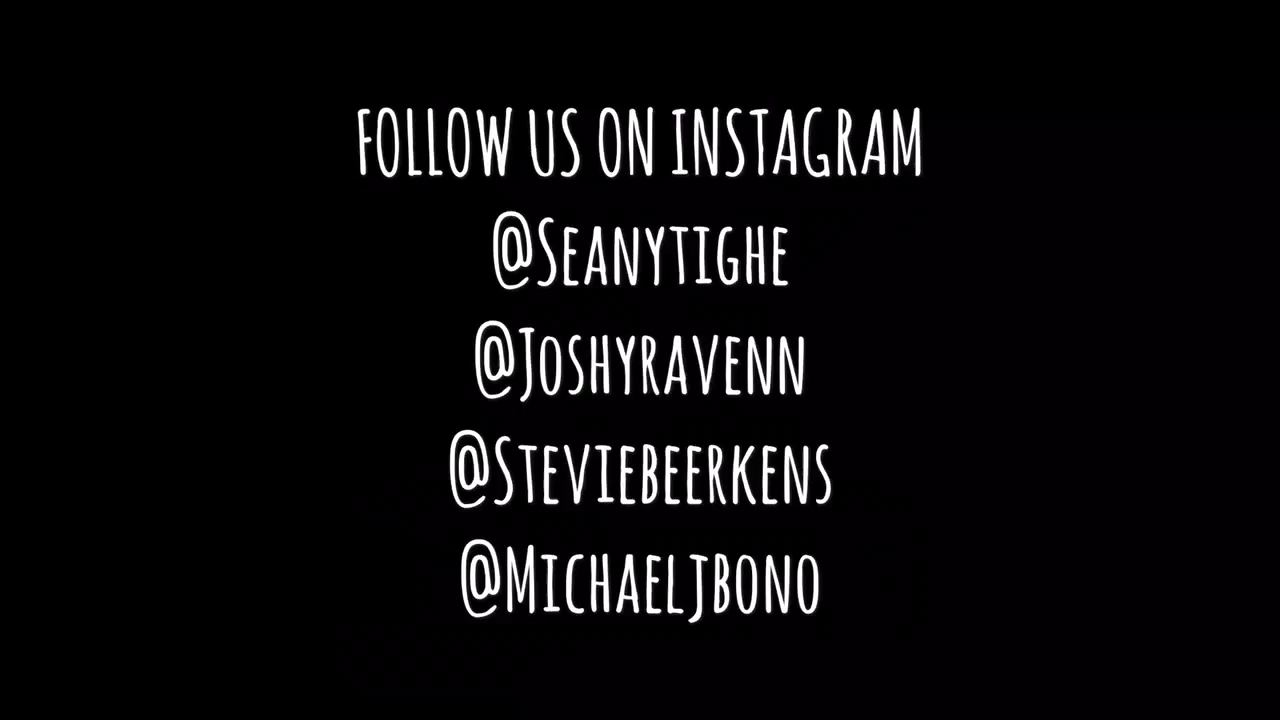 FOLLOW US ON INSTAGRAM
@SEANYTIGHE
@JOSHYRAVENN
@STEVIEBEERKENS
@MICHAELJBONO